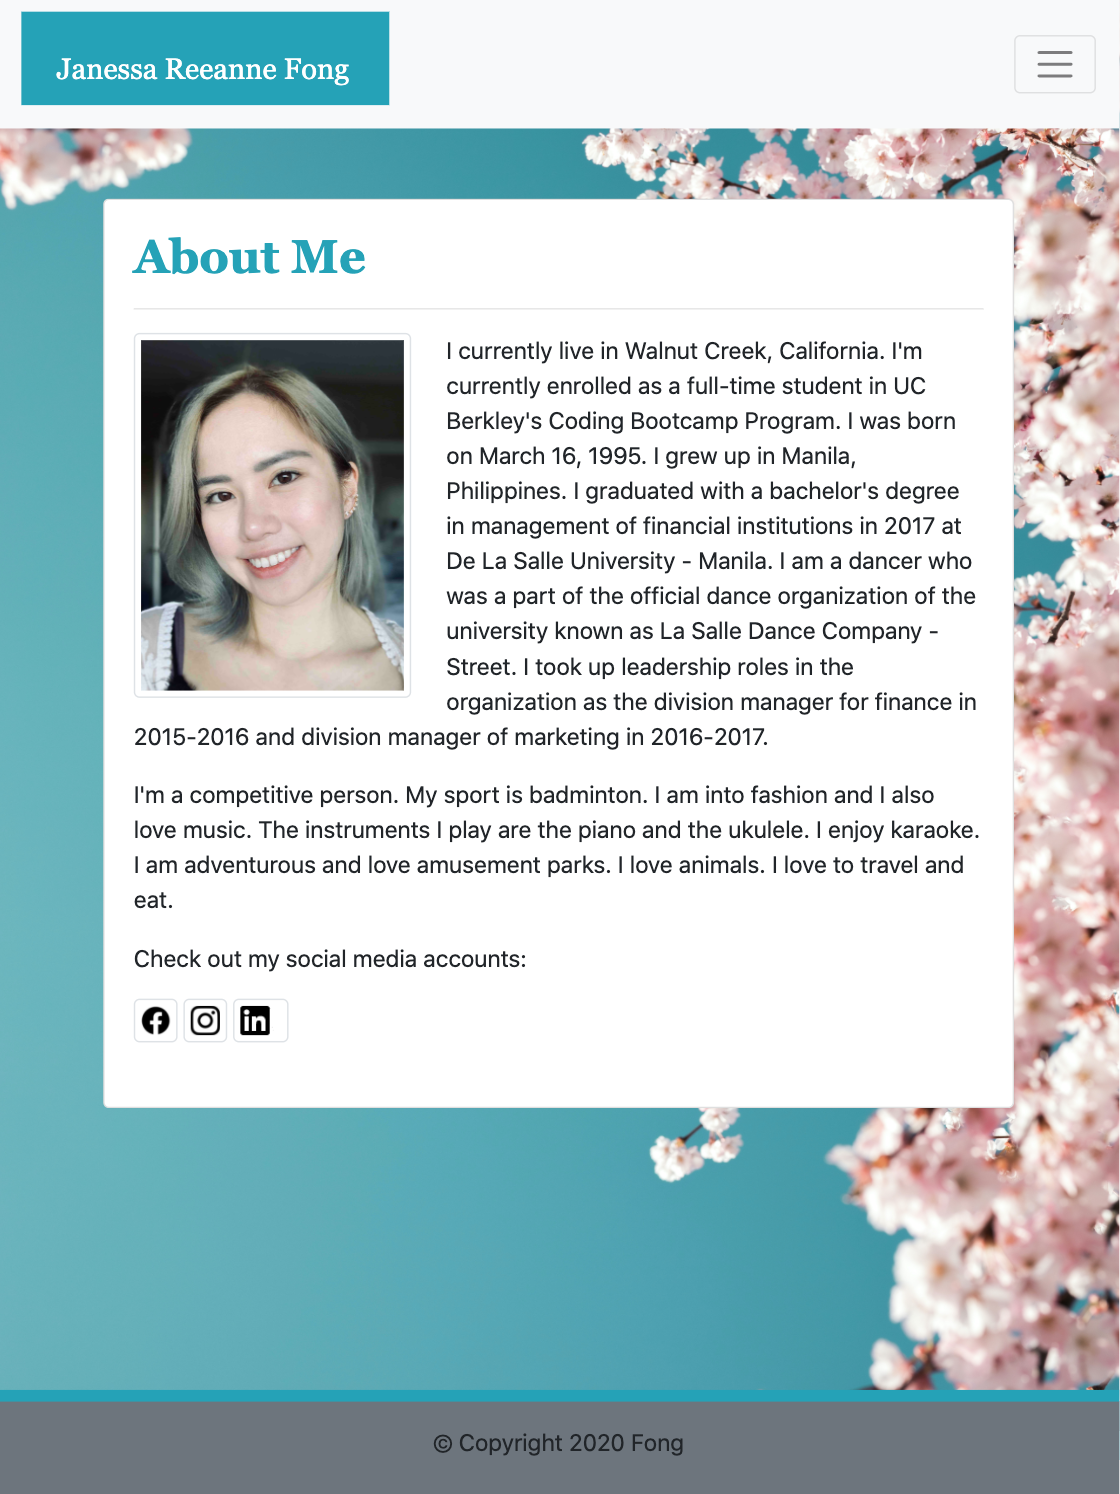 Janessa Reeanne Fong
About Me
I currently live in Walnut Creek, California. I'm
currently enrolled as a full-time student in UC
Berkley's Coding Bootcamp Program. I was born
on March 16, 1995. I grew up in Manila,
Philippines. I graduated with a bachelor's degree
in management of financial institutions in 2017 at
De La Salle University - Manila. I am a dancer who
was a part of the official dance organization of the
university known as La Salle Dance Company -
Street. I took up leadership roles in the
organization as the division manager for finance in
2015-2016 and division manager of marketing in 2016-2017.
I'm a competitive person. My sport is badminton. I am into fashion and I also
love music. The instruments I play are the piano and the ukulele. I enjoy karaoke.
I am adventurous and love amusement parks. I love animals. I love to travel and
eat.
Check out my social media accounts:
© Copyright 2020 Fong